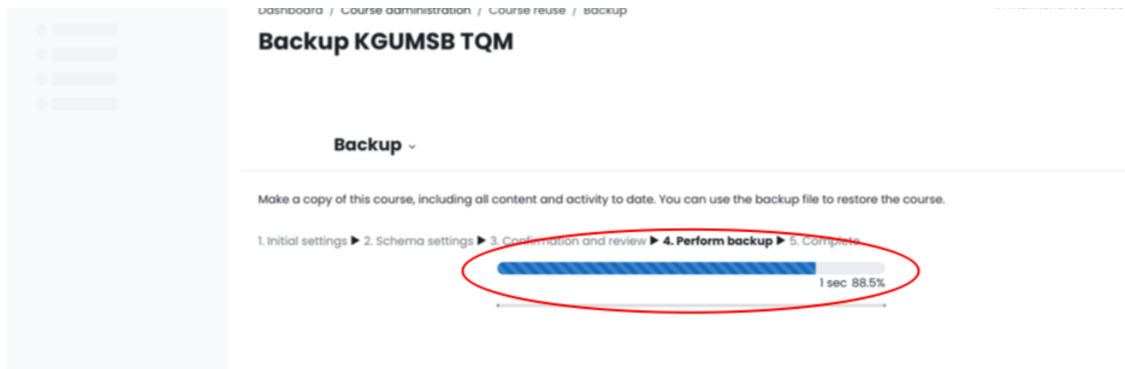 Dashboard / Course administration / Course reuse / Backup
Backup KGUMSB TQM
Backup
Make a copy of this course, including all content and activity to date. You can use the backup file to restore the course.
1. Initial settings ▶ 2. Schema settings ▶ 3. Confirmation and review ▶ 4. Perform backup ▶ 5. Complete
1 sec 88.5%